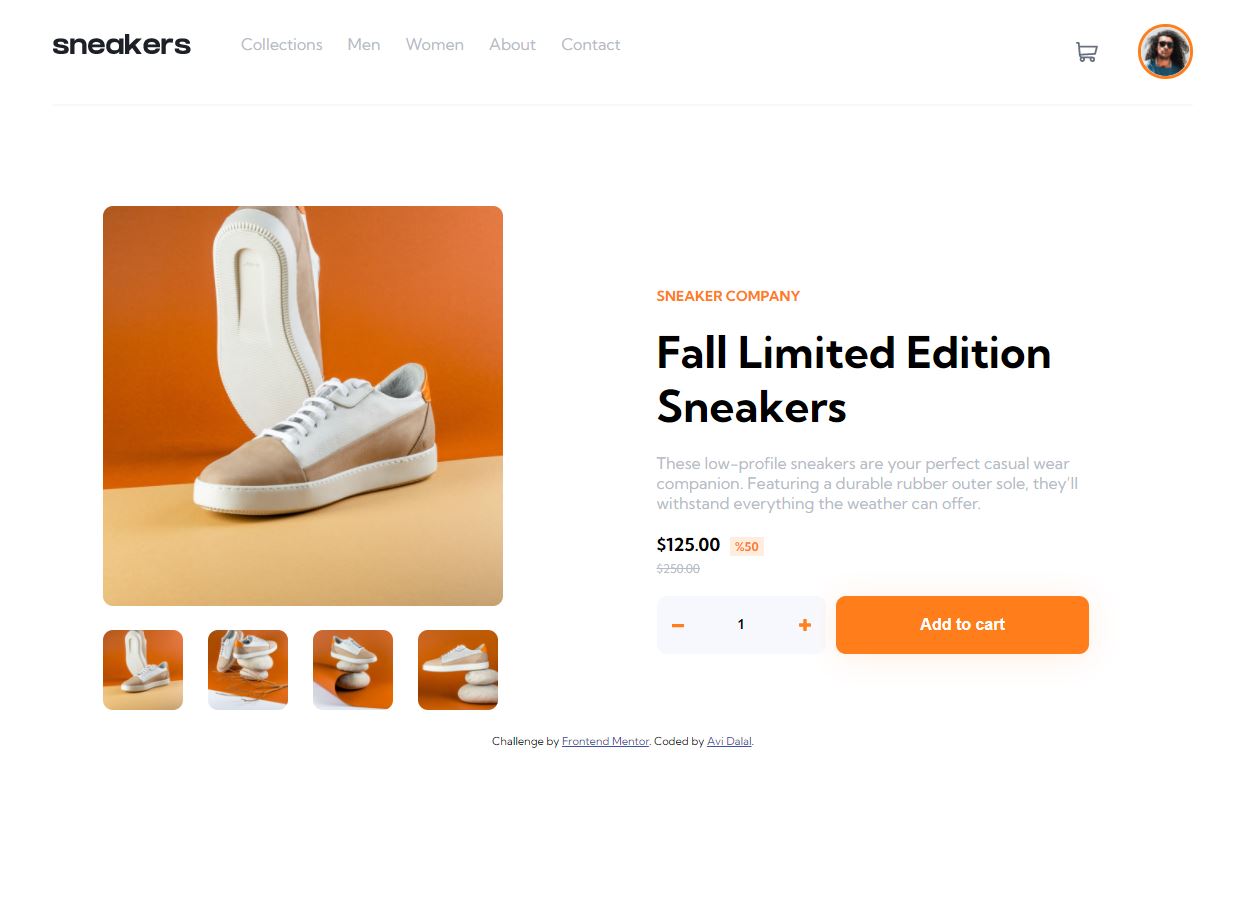 sneakers
Collections Men Women About Contact
SNEAKER COMPANY
Fall Limited Edition
Sneakers
These low-profile sneakers are your perfect casual wear
companion. Featuring a durable rubber outer sole, they'll
withstand everything the weather can offer.
$125.00 %50
$250.00
1
Add to cart
Challenge by Frontend Mentor. Coded by Avi Dalal.